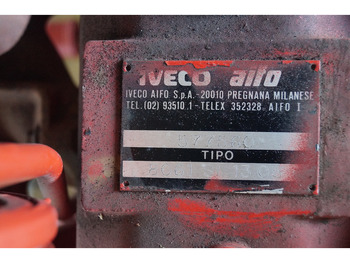 IVECO aifo
IVECO AIFO S.p.A.-20010 PREGNANA MILANESE
TEL.(02) 93510.1-TELEX 352328 AIFO I
TIPO